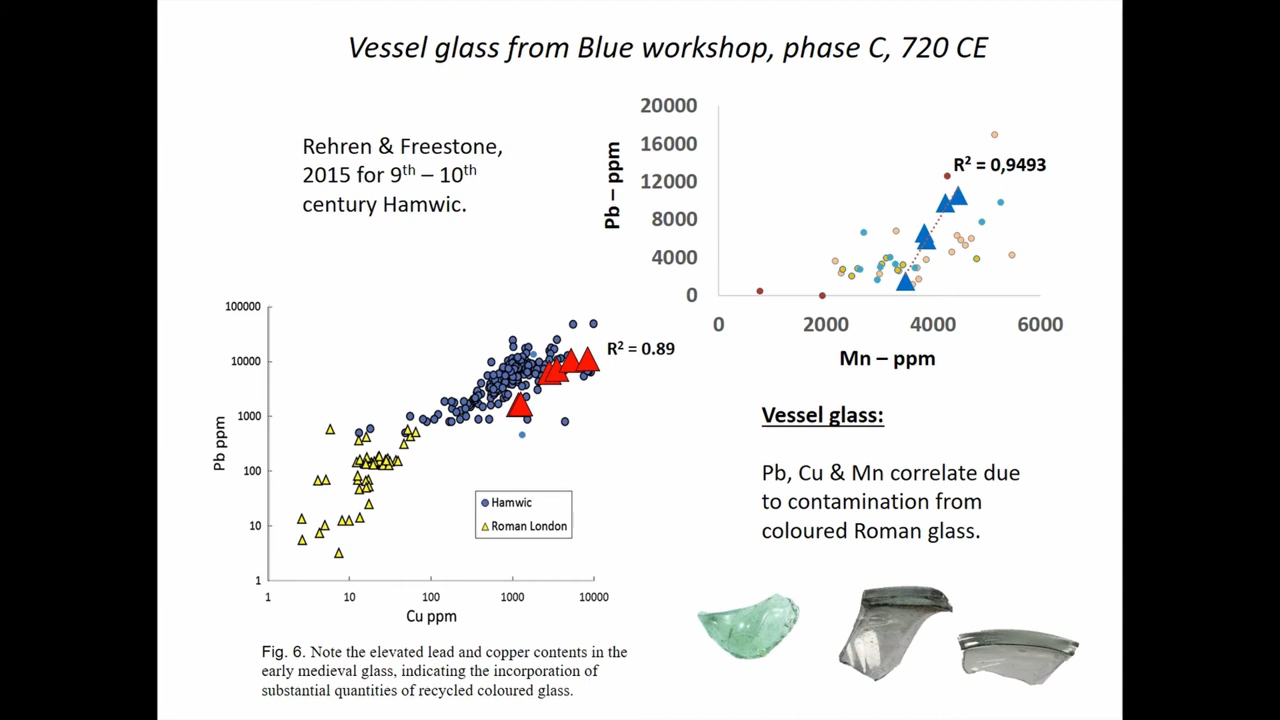 Vessel glass from Blue workshop, phase C, 720 CE
Rehren & Freestone,
2015 for 9th – 10th
century Hamwic.
20000
16000
12000
8000
4000
0
Pb – ppm
R² = 0,9493
0 2000 4000 6000
Mn – ppm
100000
10000
1000
100
10
1
Pb ppm
R² = 0.89
Hamwic
Roman London
1 10 100 1000 10000
Cu ppm
Fig. 6. Note the elevated lead and copper contents in the
early medieval glass, indicating the incorporation of
substantial quantities of recycled coloured glass.
Vessel glass:
Pb, Cu & Mn correlate due
to contamination from
coloured Roman glass.